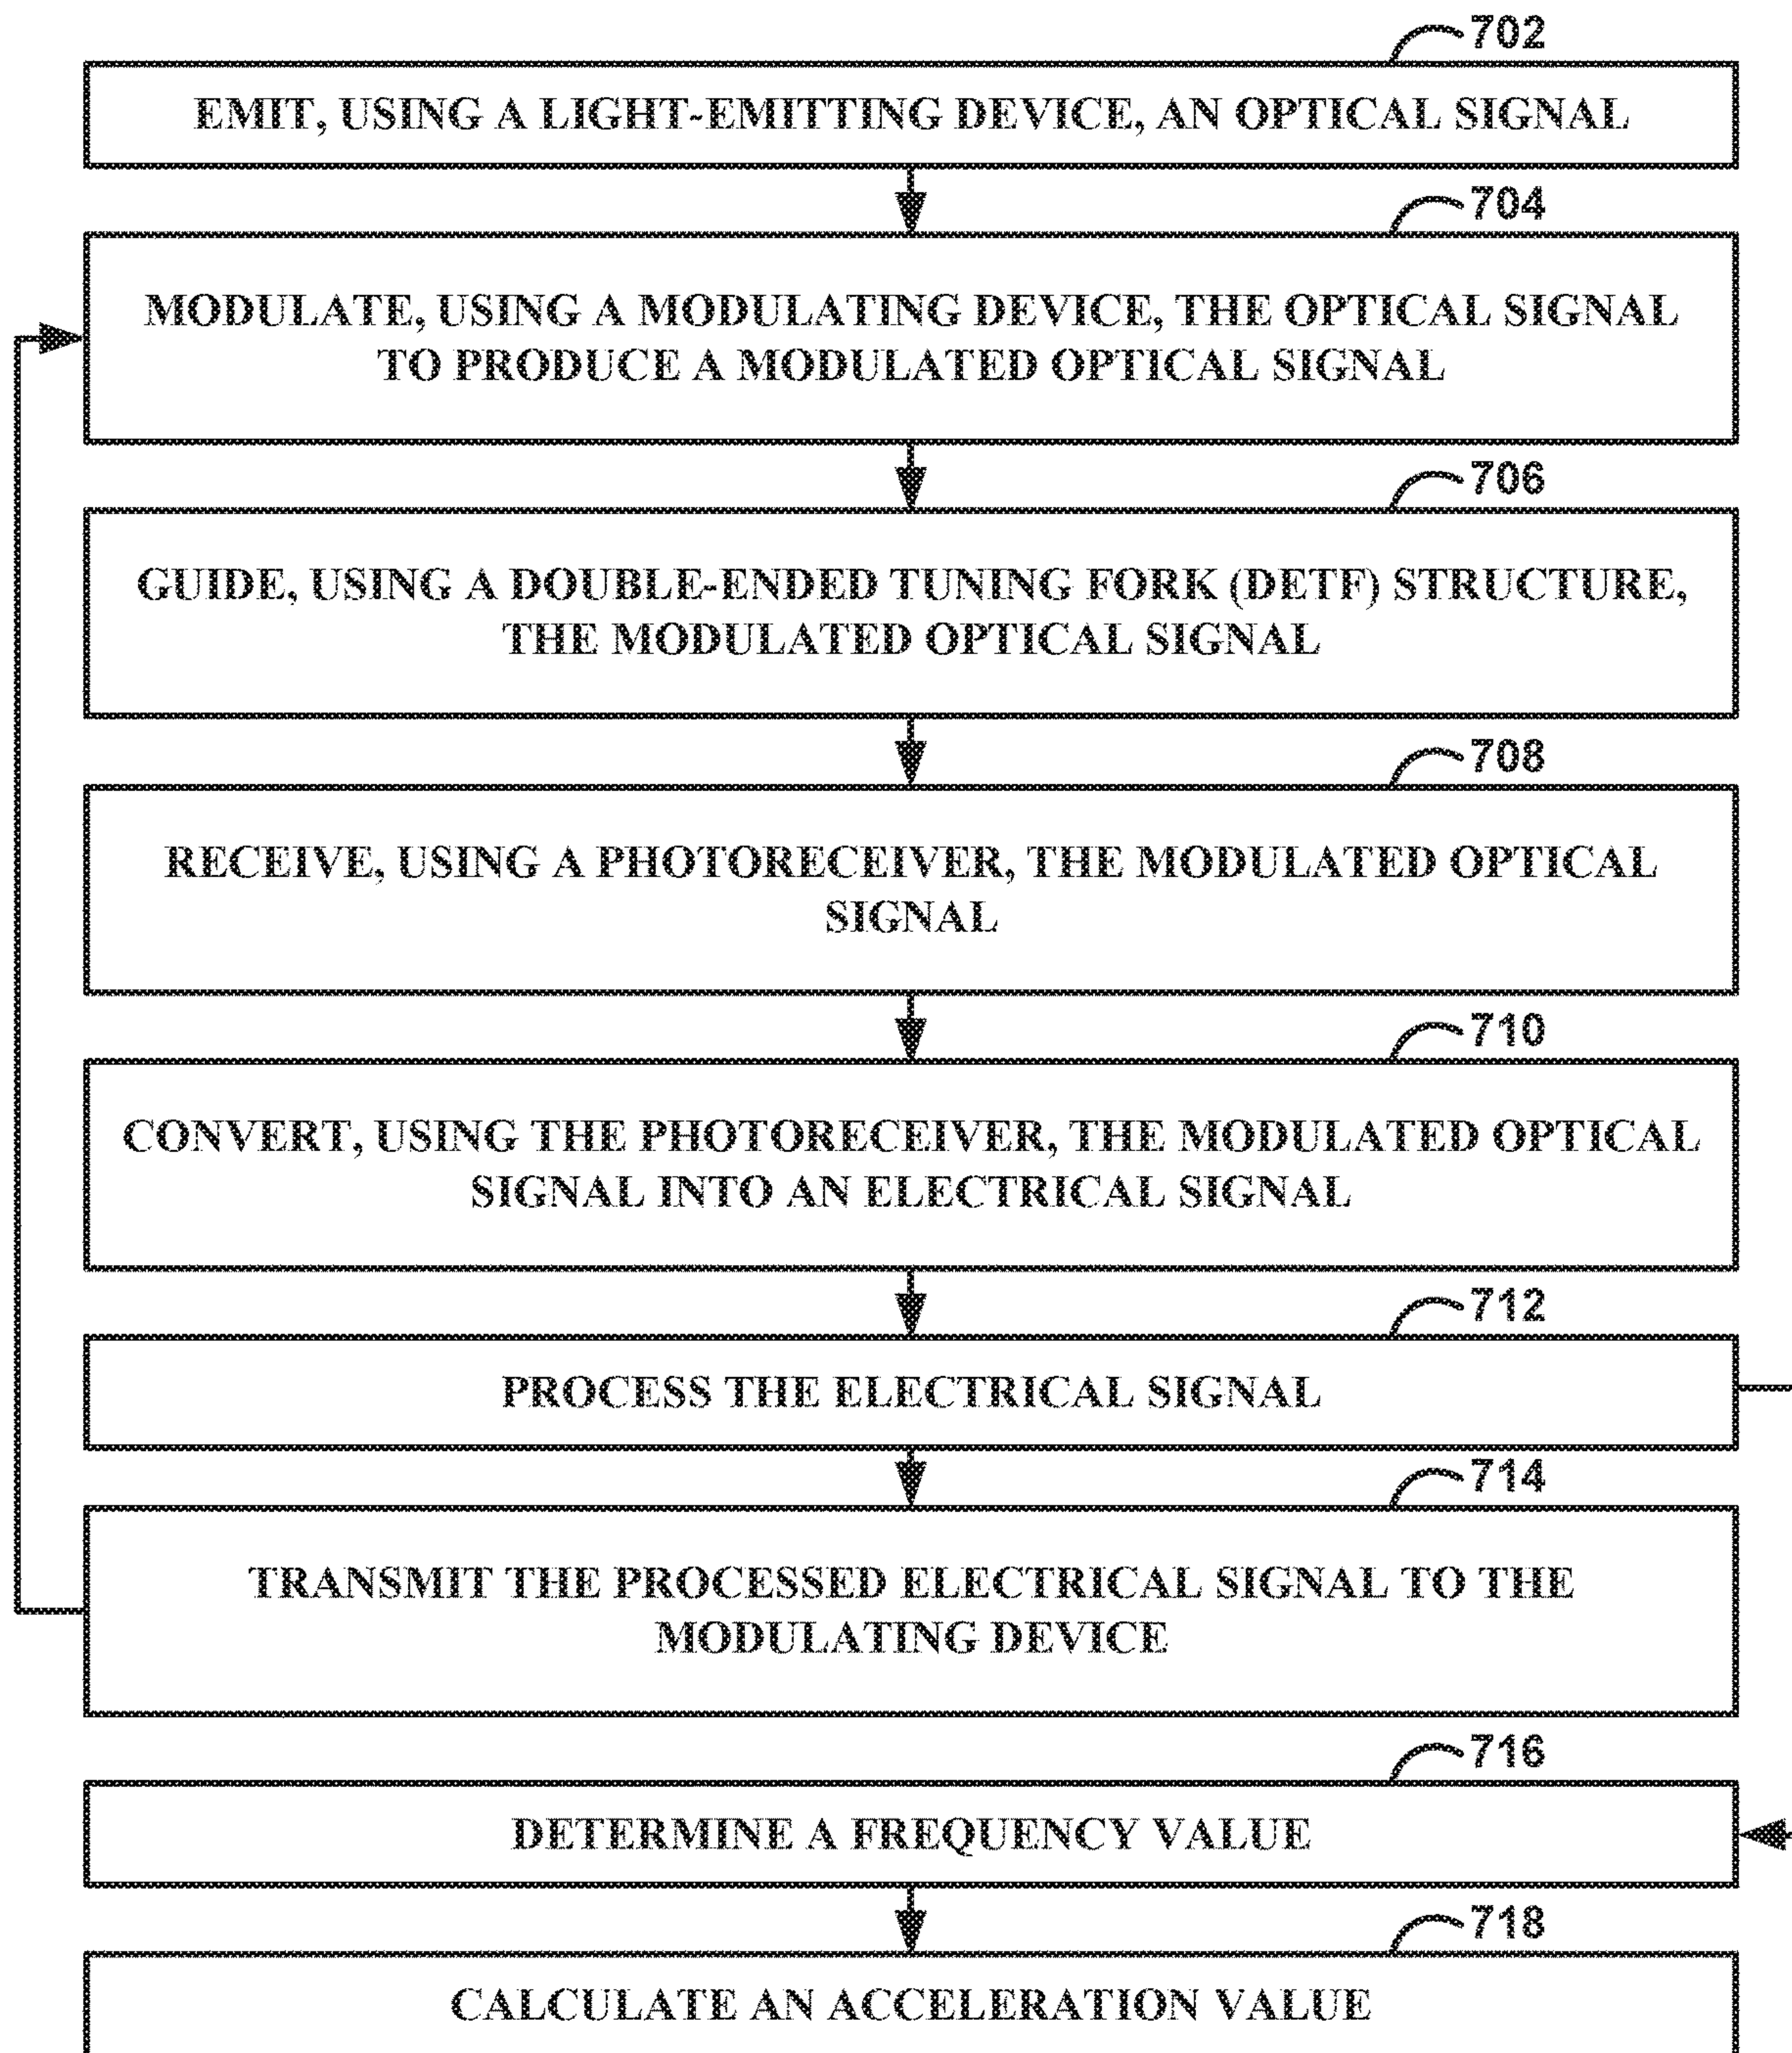 702
EMIT, USING A LIGHT-EMITTING DEVICE, AN OPTICAL SIGNAL
704
MODULATE, USING A MODULATING DEVICE, THE OPTICAL SIGNAL
TO PRODUCE A MODULATED OPTICAL SIGNAL
706
GUIDE, USING A DOUBLE-ENDED TUNING FORK (DETF) STRUCTURE,
THE MODULATED OPTICAL SIGNAL
708
RECEIVE, USING A PHOTORECEIVER, THE MODULATED OPTICAL
SIGNAL
710
CONVERT, USING THE PHOTORECEIVER, THE MODULATED OPTICAL
SIGNAL INTO AN ELECTRICAL SIGNAL
712
PROCESS THE ELECTRICAL SIGNAL
714
TRANSMIT THE PROCESSED ELECTRICAL SIGNAL TO THE
MODULATING DEVICE
716
DETERMINE A FREQUENCY VALUE
718
CALCULATE AN ACCELERATION VALUE